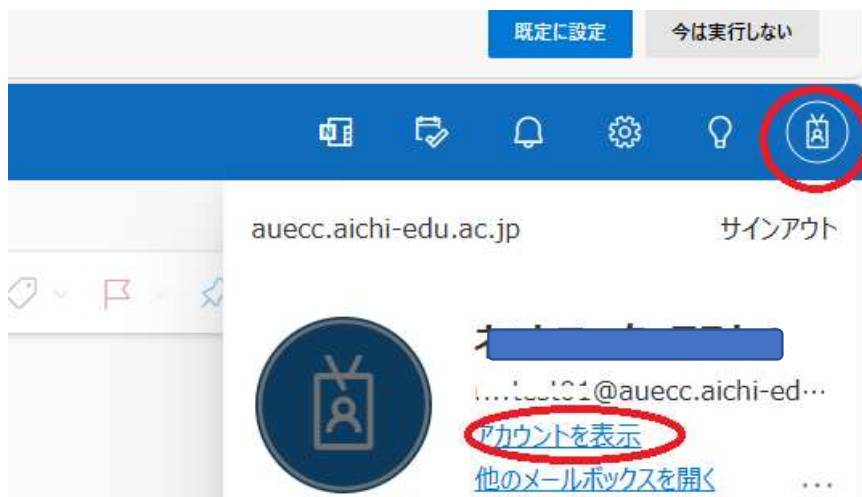 既定に設定 今は実行しない
auecc.aichi-edu.ac.jp サインアウト
@auecc.aichi-ed…
アカウントを表示
他のメールボックスを開く …